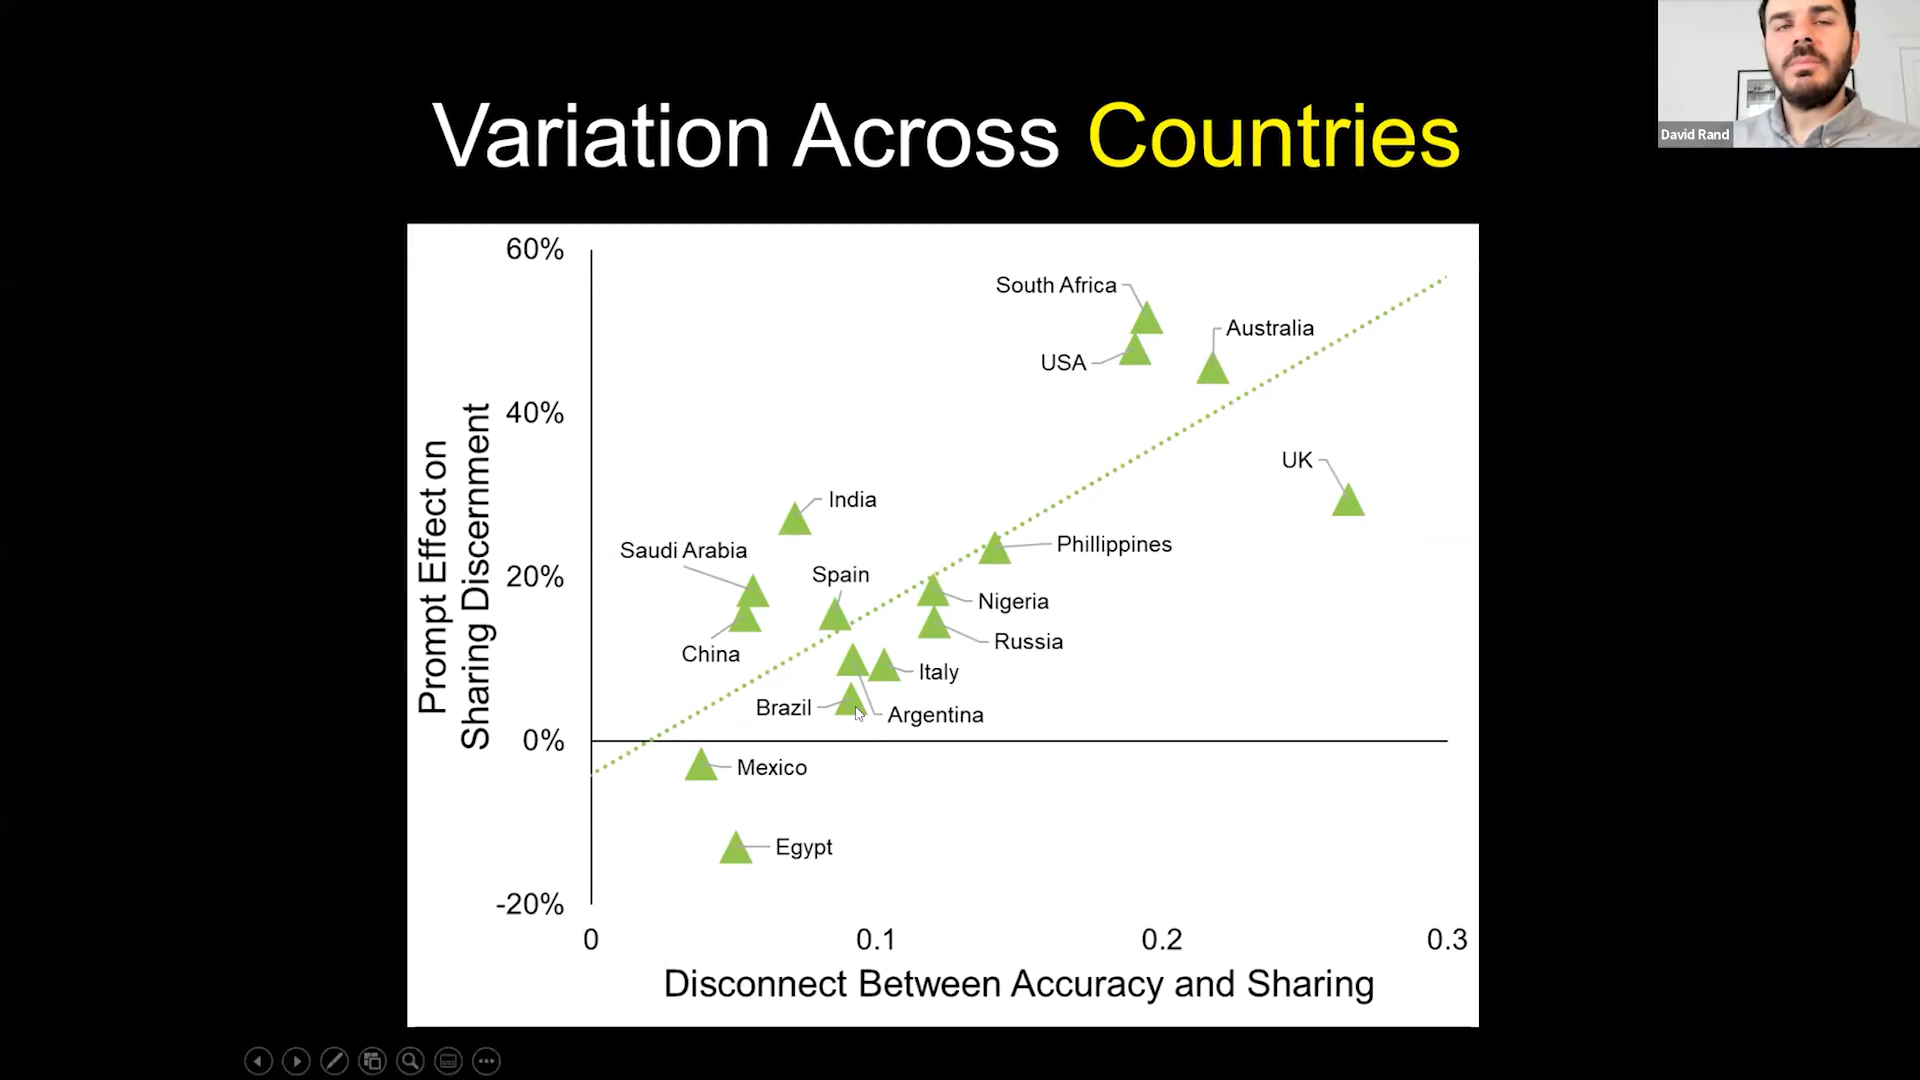 David Rand
Variation Across Countries
60%
40%
20%
0%
-20%
Prompt Effect on
Sharing Discernment
South Africa
Australia
USA
UK
India
Phillippines
Saudi Arabia
Spain
Nigeria
Russia
China
Italy
Brazil
Argentina
Mexico
Egypt
0 0.1 0.2 0.3
Disconnect Between Accuracy and Sharing